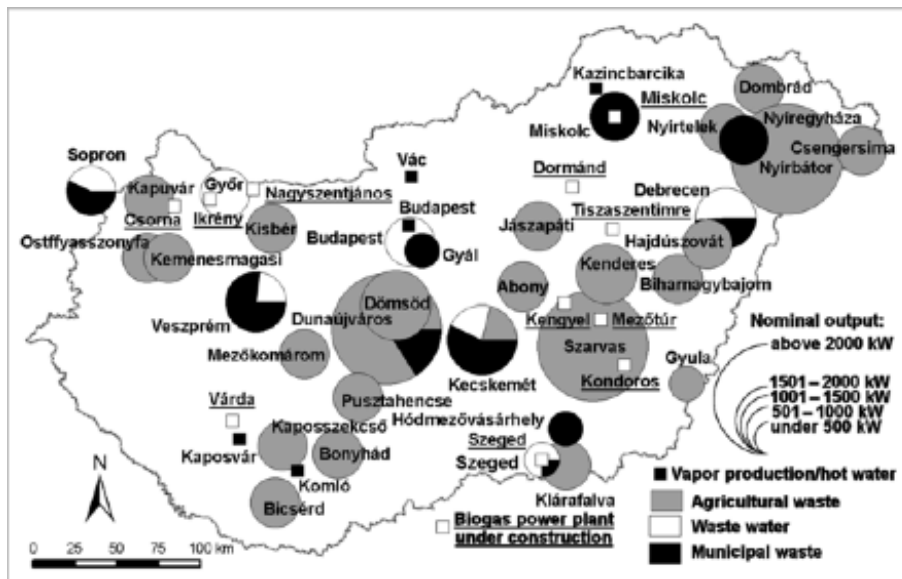 Kazincbarcika
Dombrád
Miskolc
Nyíregyháza
Miskolc
Nyírtelek
Csengersima
Sopron
Vác
Nyírbátor
Győr
Dormánd
Kapuvár
Debrecen
Nagyszentjános
Csorna
Ikrény
Budapest
Tiszaszentimre
Jászapáti
Kisbér
Budapest
Hajdúszovát
Ostffyasszonyfa
Gyál
Kemenesmagasi
Kenderes
Abony
Biharnagybajom
Dömsöd
Veszprém
Dunaújváros
Kengyel
Mezőtúr
Nominal output:
above 2000 kW
Szarvas
Mezőkomárom
Gyula
Kecskemét
Kondoros
1501 – 2000 kW
1001 – 1500 kW
501 – 1000 kW
under 500 kW
Pusztahencse
Várda
Hódmezővásárhely
Kaposszekcső
Szeged
Kaposvár
Bonyhád
Szeged
N
Komló
Klárafalva
Vapor production/hot water
Bicsérd
Agricultural waste
Biogas power plant
under construction
Waste water
0 25 50 75 100 km
Municipal waste